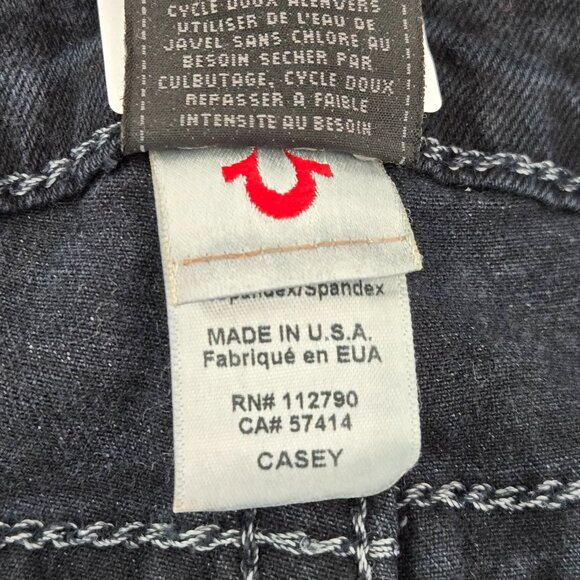 CYCLE DOUX ALENVERS
UTILISER DE L'EAU DE
JAVEL SANS CHLORE AU
BESOIN SECHER PAR
CULBUTAGE, CYCLE DOUX
REPASSER A FAIBLE
INTENSITE AU BESOIN
Spandex/Spandex
MADE IN U.S.A.
Fabriqué en EUA
RN# 112790
CA# 57414
CASEY